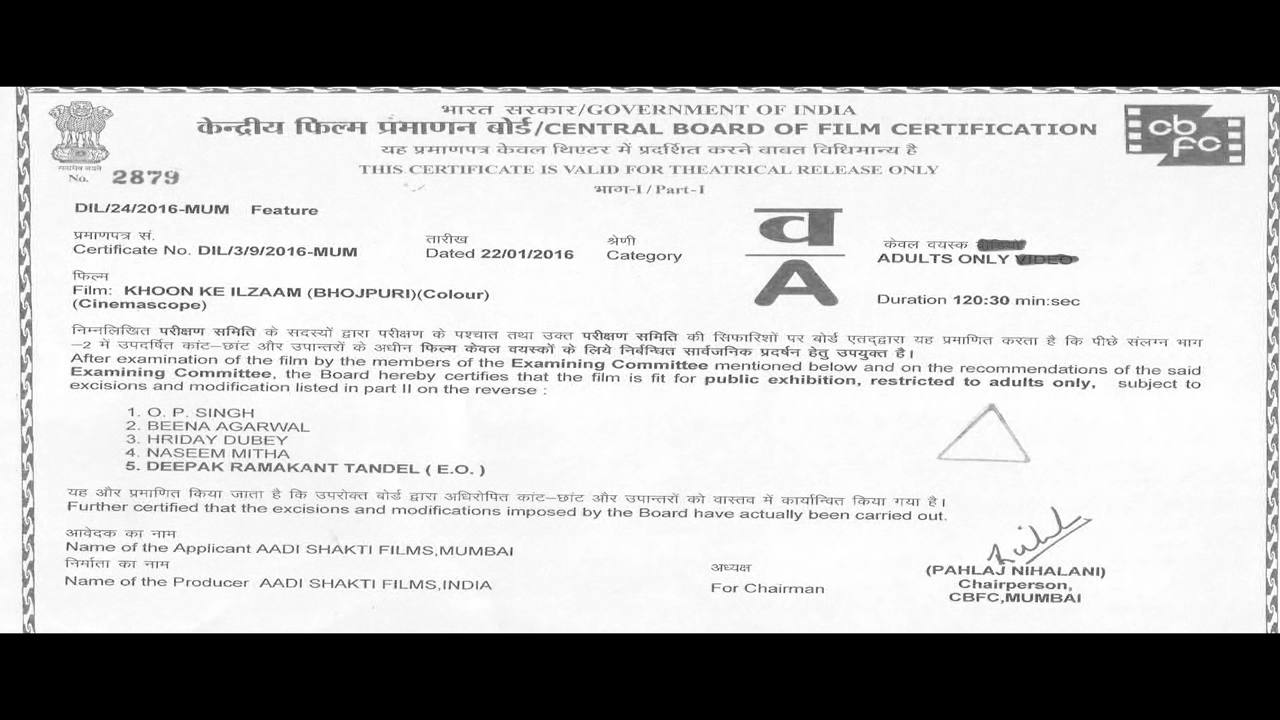 भारत सरकार/GOVERNMENT OF INDIA
केन्द्रीय फिल्म प्रमाणन बोर्ड/CENTRAL BOARD OF FILM CERTIFICATION
यह प्रमाणपत्र केवल थिएटर में प्रदर्शित करने बाबत विधिमान्य है
THIS CERTIFICATE IS VALID FOR THEATRICAL RELEASE ONLY
भाग-I / Part-I
सत्यमेव जयते
No. 2879
cb
fc
DIL/24/2016-MUM Feature
प्रमाणपत्र सं. तारीख श्रेणी व केवल वयस्क
Certificate No. DIL/3/9/2016-MUM Dated 22/01/2016 Category A ADULTS ONLY VIDEO
फिल्म
Film: KHOON KE ILZAAM (BHOJPURI)(Colour) Duration 120:30 min:sec
(Cinemascope)
निम्नलिखित परीक्षण समिति के सदस्यों द्वारा परीक्षण के पश्चात तथा उक्त परीक्षण समिति की सिफारिशों पर बोर्ड एतद्द्वारा यह प्रमाणित करता है कि पीछे संलग्न भाग
-2 में उपदर्षित कांट-छांट और उपान्तरों के अधीन फिल्म केवल वयस्कों के लिये निर्बन्धित सार्वजनिक प्रदर्षन हेतु उपयुक्त है।
After examination of the film by the members of the Examining Committee mentioned below and on the recommendations of the said
Examining Committee, the Board hereby certifies that the film is fit for public exhibition, restricted to adults only, subject to
excisions and modification listed in part II on the reverse :
1. O. P. SINGH
2. BEENA AGARWAL
3. HRIDAY DUBEY
4. NASEEM MITHA
5. DEEPAK RAMAKANT TANDEL ( E.O. )
यह और प्रमाणित किया जाता है कि उपरोक्त बोर्ड द्वारा अधिरोपित कांट-छांट और उपान्तरों को वास्तव में कार्यान्वित किया गया है।
Further certified that the excisions and modifications imposed by the Board have actually been carried out.
आवेदक का नाम
Name of the Applicant AADI SHAKTI FILMS,MUMBAI
निर्माता का नाम
Name of the Producer AADI SHAKTI FILMS,INDIA
अध्यक्ष
For Chairman
(PAHLAJ NIHALANI)
Chairperson,
CBFC,MUMBAI